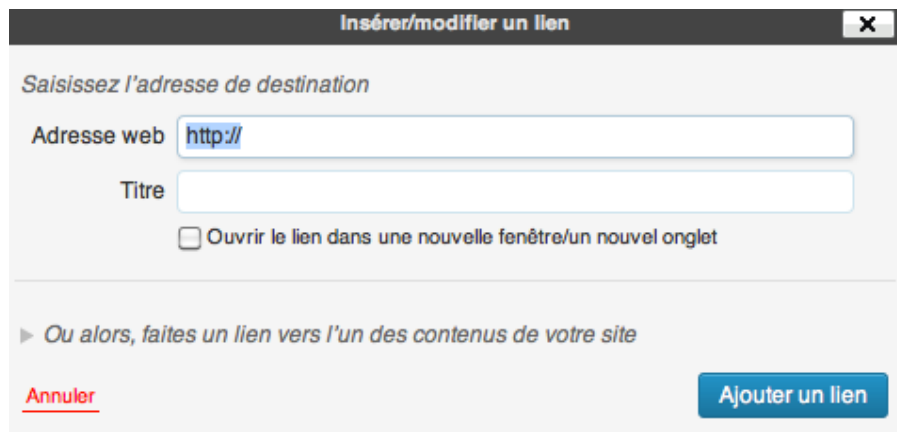 Insérer/modifier un lien
Saisissez l'adresse de destination
Adresse web http://
Titre
Ouvrir le lien dans une nouvelle fenêtre/un nouvel onglet
Ou alors, faites un lien vers l'un des contenus de votre site
Annuler Ajouter un lien